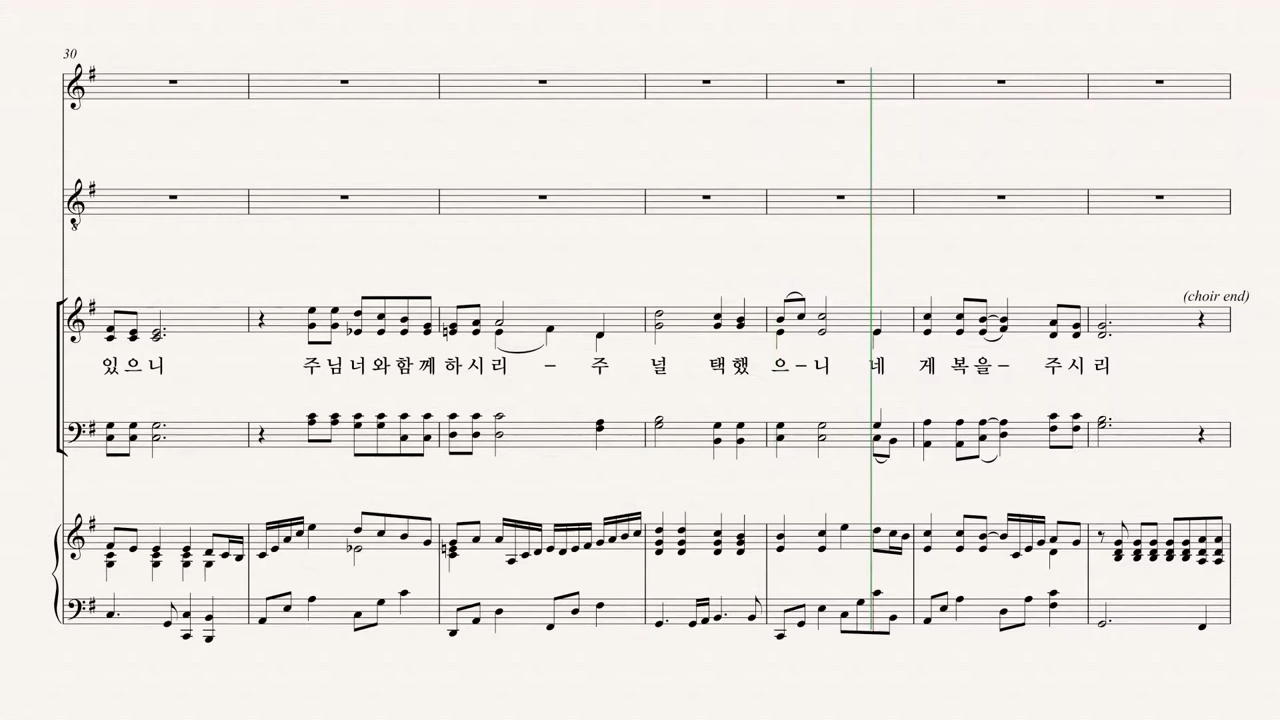 30
(choir end)
있으니 주님너와함께하시리 – 주 널 택했 으–니 네 게 복을– 주시리
8